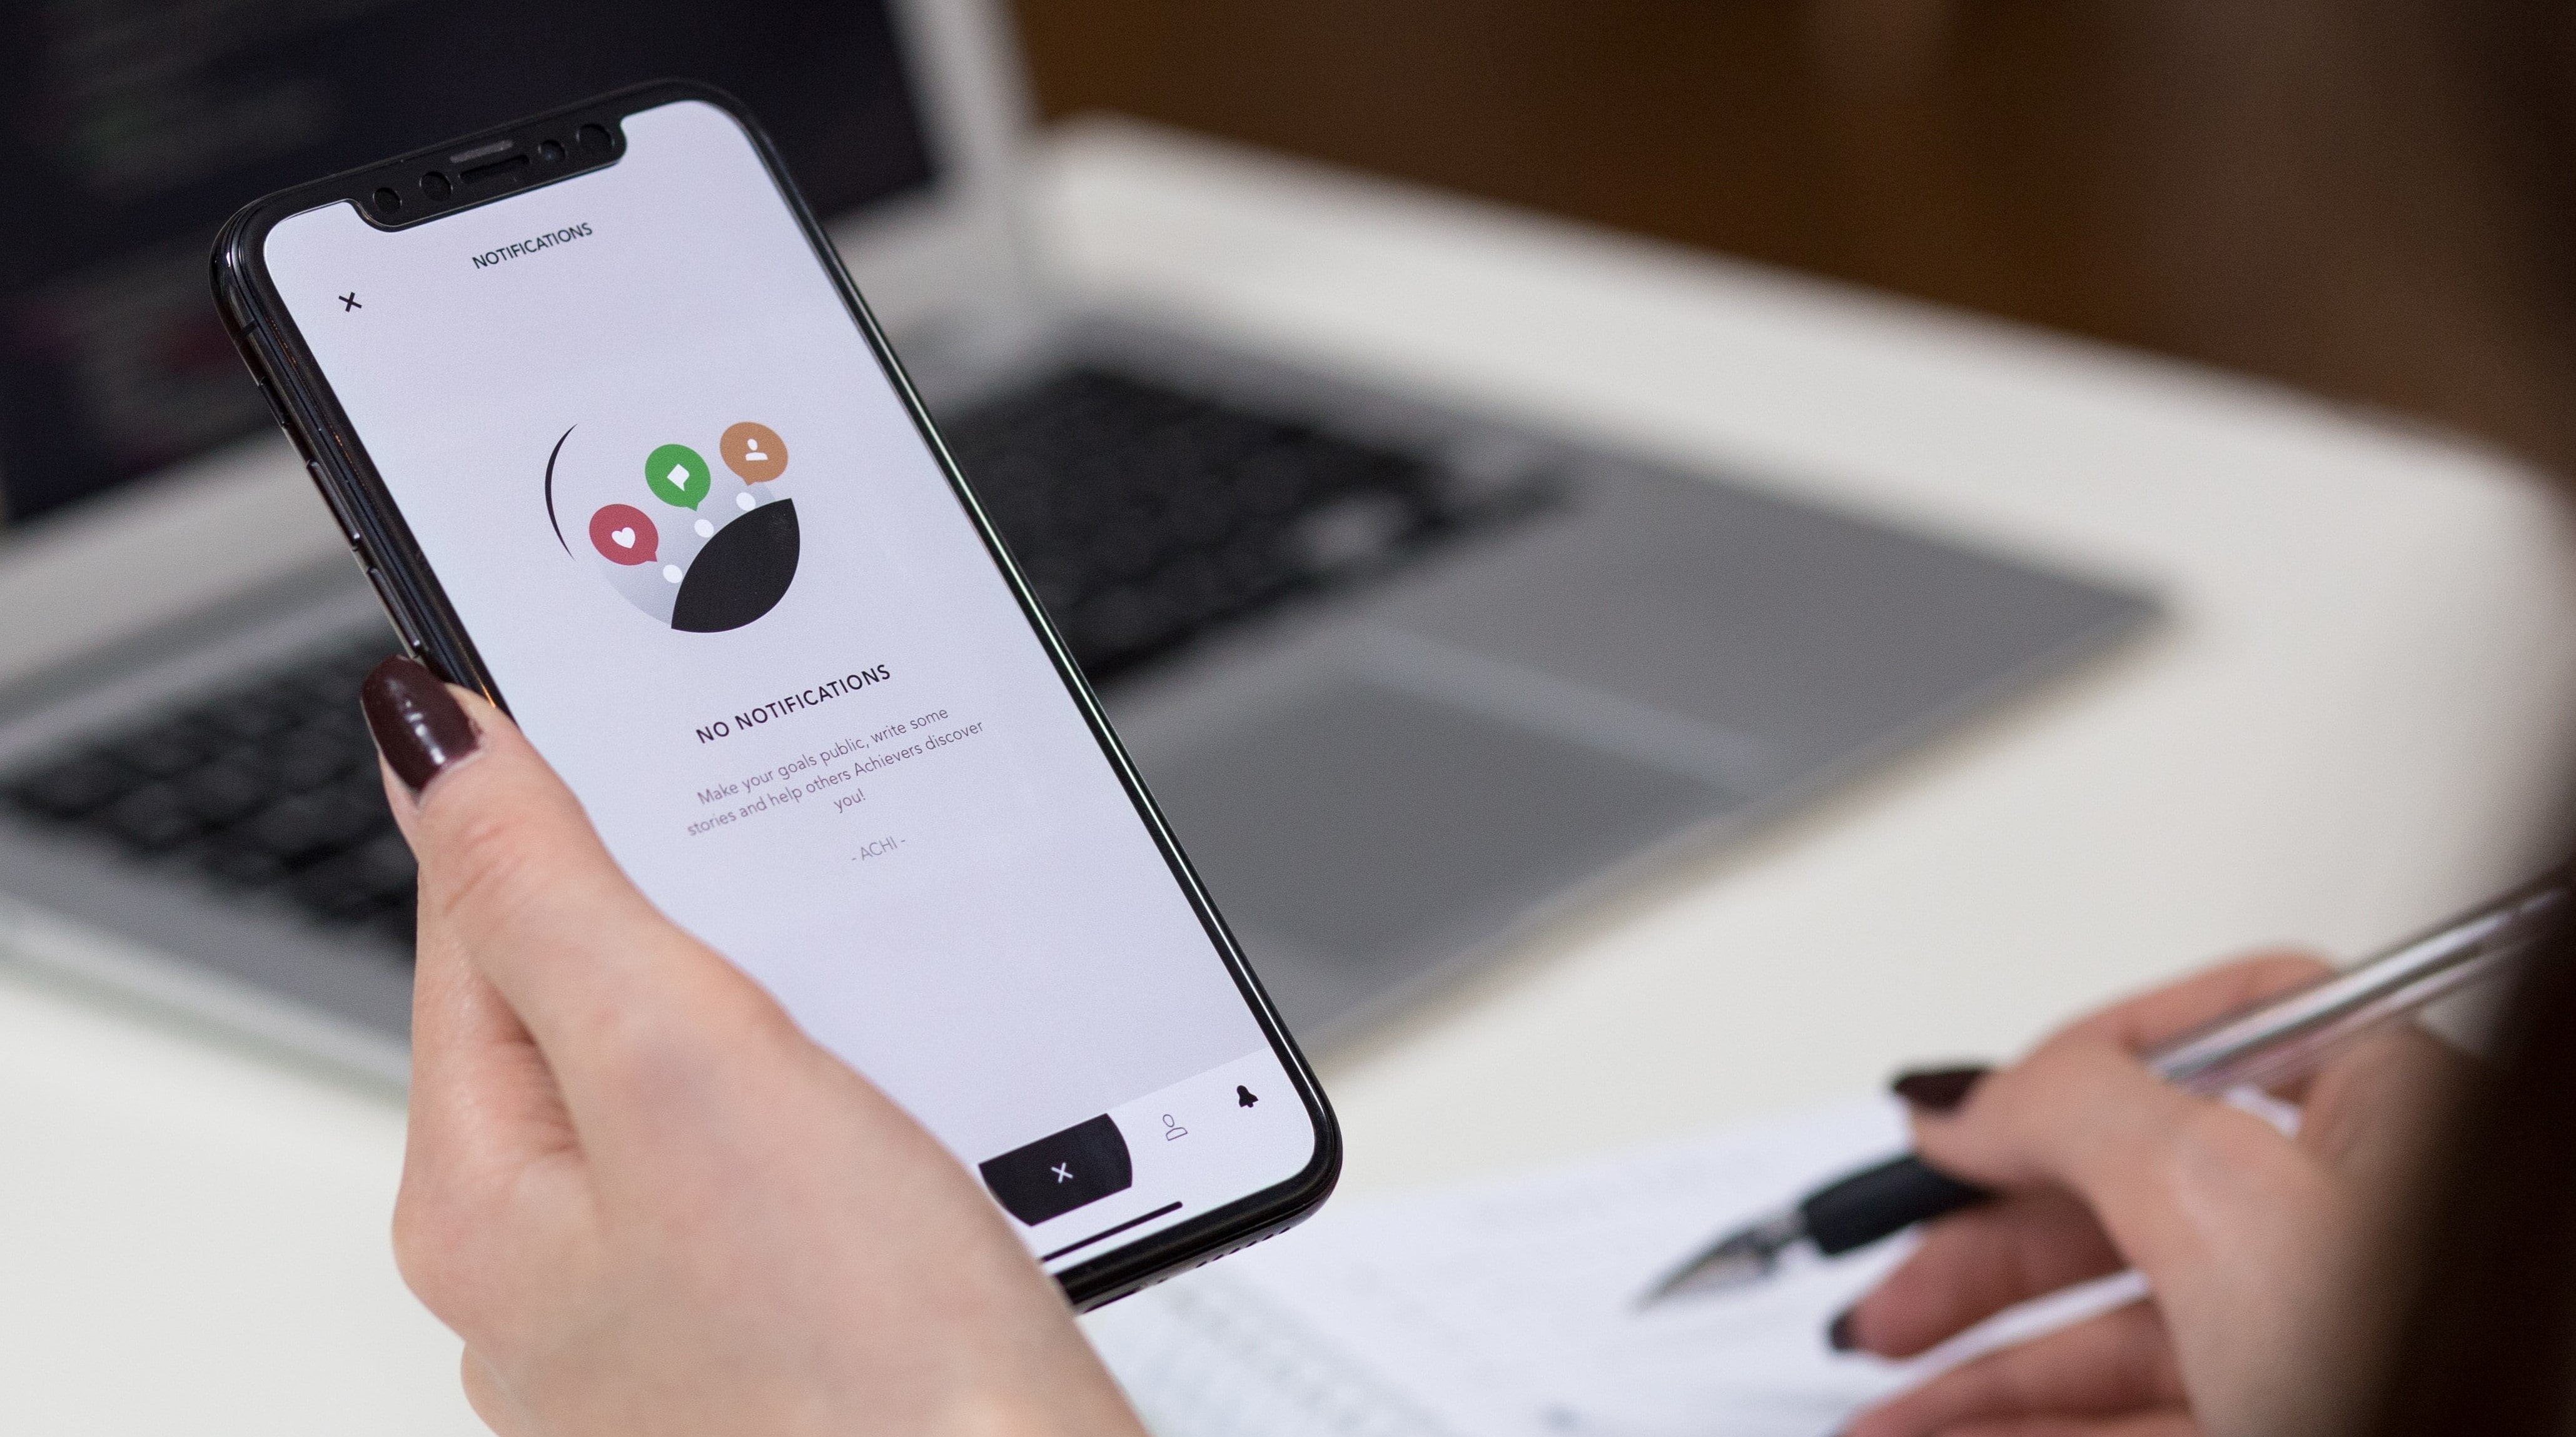 NOTIFICATIONS
NO NOTIFICATIONS
Make your goals public, write some
stories and help others Achievers discover
you!
- ACHI -